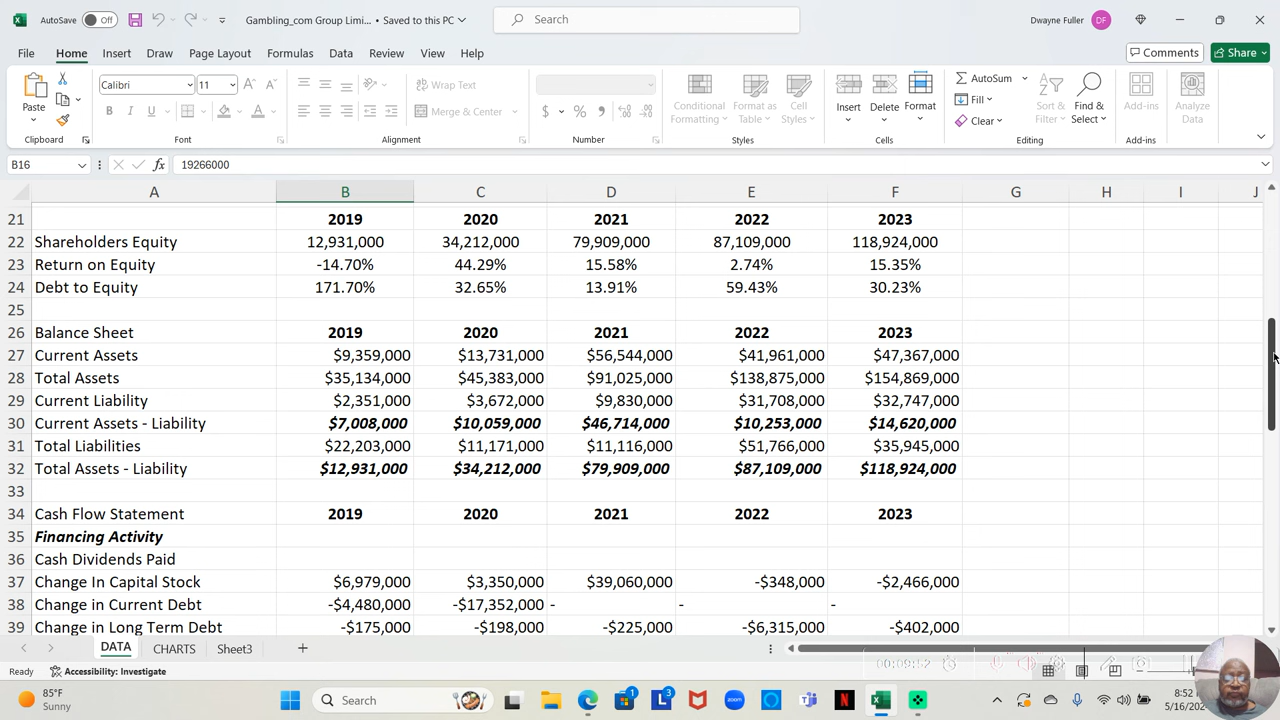 AutoSave Off Gambling_com Group Limi... • Saved to this PC Search Dwayne Fuller DF
File Home Insert Draw Page Layout Formulas Data Review View Help Comments Share
Paste Calibri 11 Wrap Text Conditional Formatting Format as Table Cell Styles Insert Delete Format AutoSum Sort & Filter Find & Select Add-ins Analyze Data
B I U Merge & Center $ % Fill
Clear
Clipboard Font Alignment Number Styles Cells Editing Add-ins
B16 fx 19266000
A B C D E F G H I J
21 2019 2020 2021 2022 2023
22 Shareholders Equity 12,931,000 34,212,000 79,909,000 87,109,000 118,924,000
23 Return on Equity -14.70% 44.29% 15.58% 2.74% 15.35%
24 Debt to Equity 171.70% 32.65% 13.91% 59.43% 30.23%
25
26 Balance Sheet 2019 2020 2021 2022 2023
27 Current Assets $9,359,000 $13,731,000 $56,544,000 $41,961,000 $47,367,000
28 Total Assets $35,134,000 $45,383,000 $91,025,000 $138,875,000 $154,869,000
29 Current Liability $2,351,000 $3,672,000 $9,830,000 $31,708,000 $32,747,000
30 Current Assets - Liability $7,008,000 $10,059,000 $46,714,000 $10,253,000 $14,620,000
31 Total Liabilities $22,203,000 $11,171,000 $11,116,000 $51,766,000 $35,945,000
32 Total Assets - Liability $12,931,000 $34,212,000 $79,909,000 $87,109,000 $118,924,000
33
34 Cash Flow Statement 2019 2020 2021 2022 2023
35 Financing Activity
36 Cash Dividends Paid
37 Change In Capital Stock $6,979,000 $3,350,000 $39,060,000 -$348,000 -$2,466,000
38 Change in Current Debt -$4,480,000 -$17,352,000 - - -
39 Change in Long Term Debt -$175,000 -$198,000 -$225,000 -$6,315,000 -$402,000
DATA CHARTS Sheet3
Ready Accessibility: Investigate 00:09:52
85°F
Sunny
Search
8:52